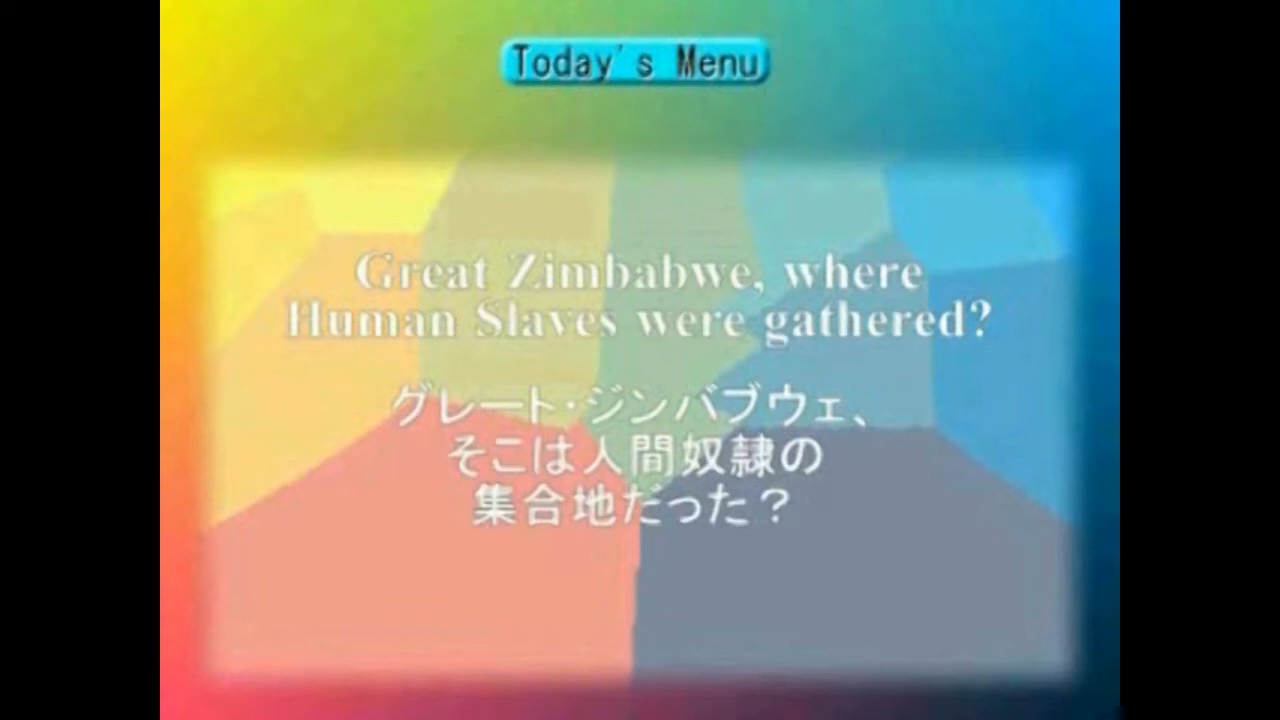 Today's Menu
Great Zimbabwe, where
Human Slaves were gathered?
グレート・ジンバブウェ、
そこは人間奴隷の
集合地だった？